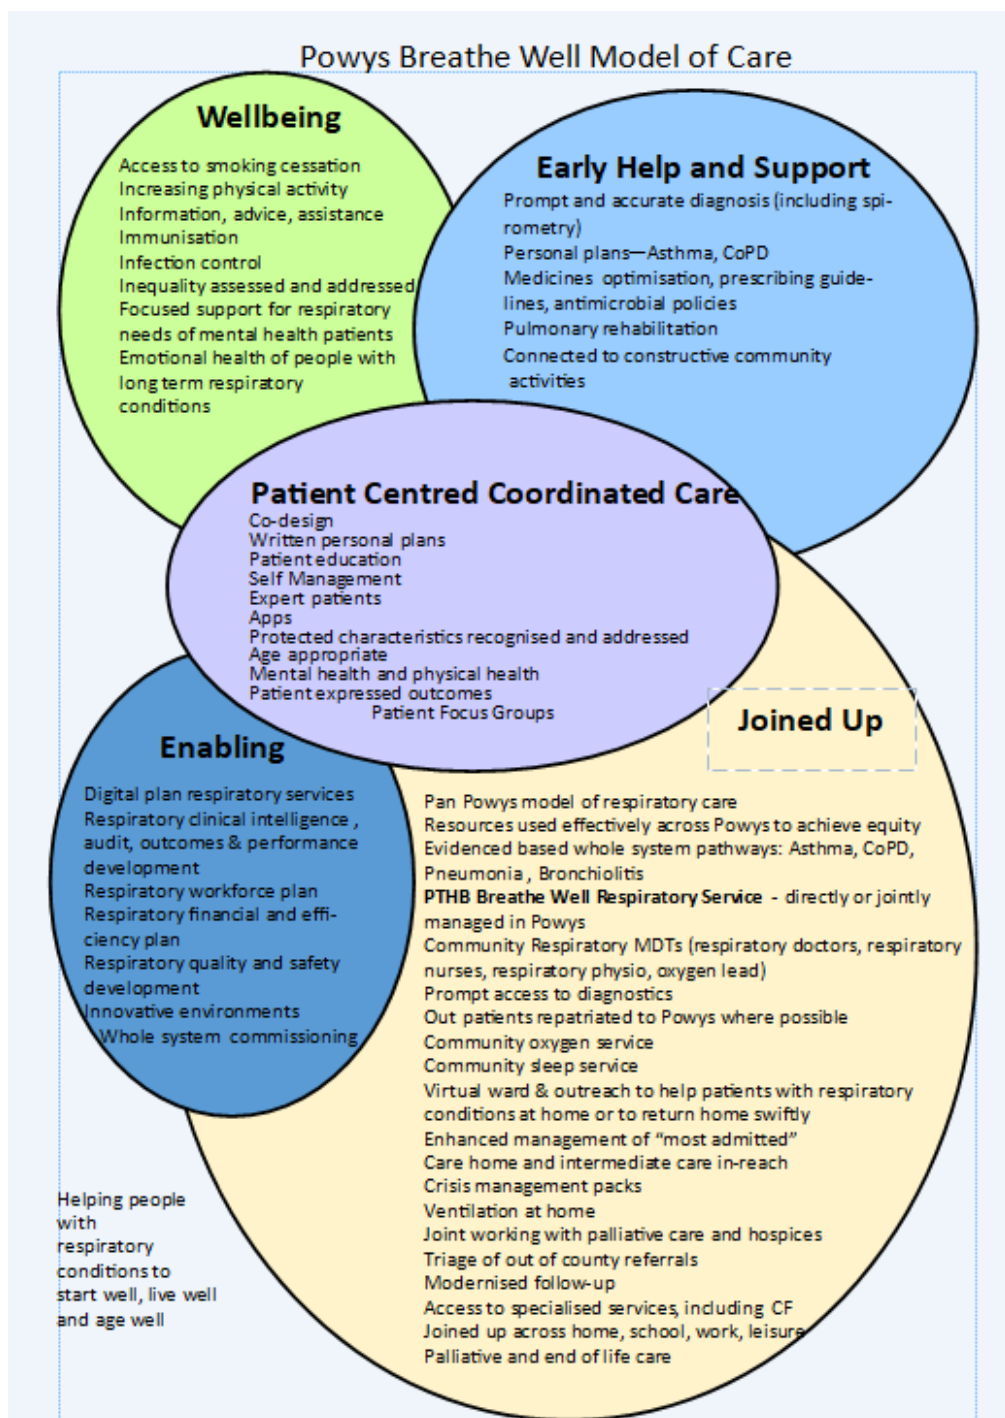 Powys Breathe Well Model of Care
Wellbeing
Access to smoking cessation
Increasing physical activity
Information, advice, assistance
Immunisation
Infection control
Inequality assessed and addressed
Focused support for respiratory
needs of mental health patients
Emotional health of people with
long term respiratory
conditions
Early Help and Support
Prompt and accurate diagnosis (including spi-
rometry)
Personal plans—Asthma, CoPD
Medicines optimisation, prescribing guide-
lines, antimicrobial policies
Pulmonary rehabilitation
Connected to constructive community
activities
Patient Centred Coordinated Care
Co-design
Written personal plans
Patient education
Self Management
Expert patients
Apps
Protected characteristics recognised and addressed
Age appropriate
Mental health and physical health
Patient expressed outcomes
Patient Focus Groups
Enabling
Digital plan respiratory services
Respiratory clinical intelligence ,
audit, outcomes & performance
development
Respiratory workforce plan
Respiratory financial and effi-
ciency plan
Respiratory quality and safety
development
Innovative environments
Whole system commissioning
Joined Up
Pan Powys model of respiratory care
Resources used effectively across Powys to achieve equity
Evidenced based whole system pathways: Asthma, CoPD,
Pneumonia , Bronchiolitis
PTHB Breathe Well Respiratory Service - directly or jointly
managed in Powys
Community Respiratory MDTs (respiratory doctors, respiratory
nurses, respiratory physio, oxygen lead)
Prompt access to diagnostics
Out patients repatriated to Powys where possible
Community oxygen service
Community sleep service
Virtual ward & outreach to help patients with respiratory
conditions at home or to return home swiftly
Enhanced management of “most admitted”
Care home and intermediate care in-reach
Crisis management packs
Ventilation at home
Joint working with palliative care and hospices
Triage of out of county referrals
Modernised follow-up
Access to specialised services, including CF
Joined up across home, school, work, leisure
Palliative and end of life care
Helping people
with
respiratory
conditions to
start well, live well
and age well